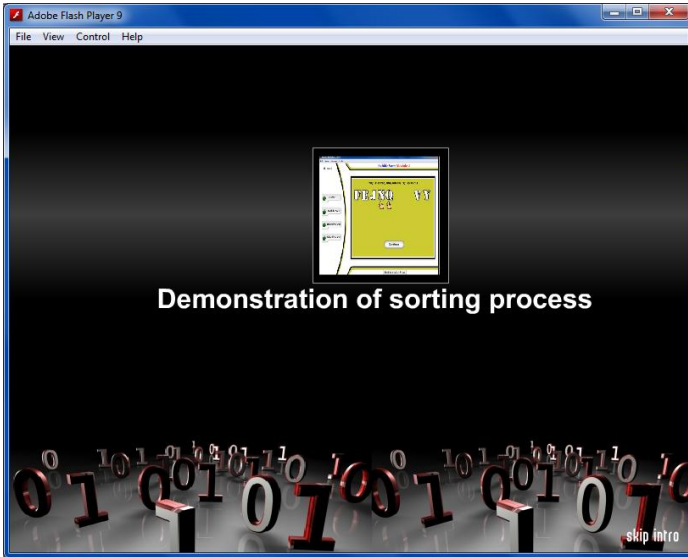 Adobe Flash Player 9
File View Control Help
Demonstration of sorting process
skip intro